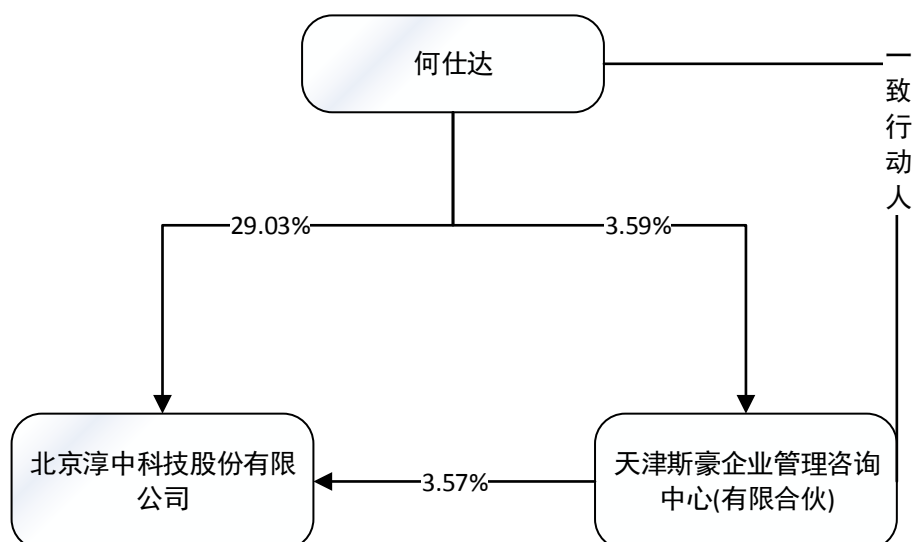 何仕达
一致行动人
29.03%
3.59%
北京淳中科技股份有限
公司
3.57%
天津斯豪企业管理咨询
中心(有限合伙)